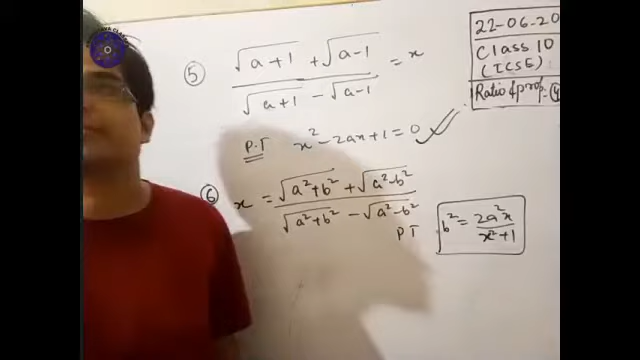 22-06-20
Class 10
(ICSE)
Ratio & prop.
⑤ (√(a+1) + √(a-1)) / (√(a+1) - √(a-1)) = x
P.T x² - 2ax + 1 = 0
⑥ x = (√(a²+b²) + √(a²-b²)) / (√(a²+b²) - √(a²-b²))
PT b² = 2a²x / (x²+1)